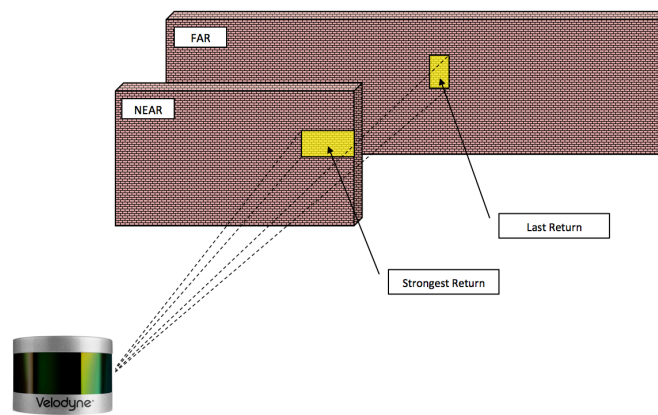 FAR
NEAR
Last Return
Strongest Return
Velodyne